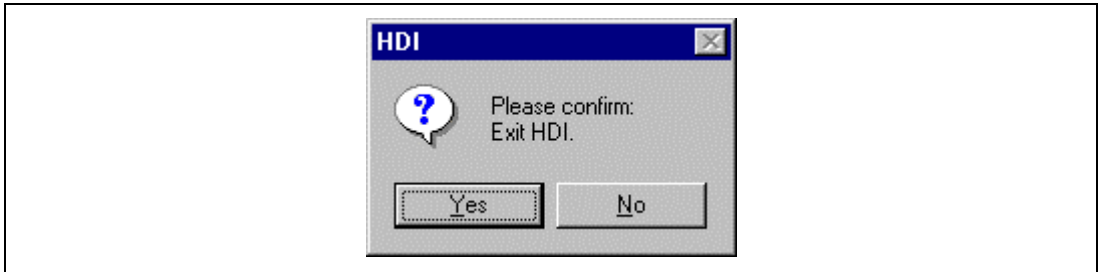 HDI
?
Please confirm:
Exit HDI.
Yes
No